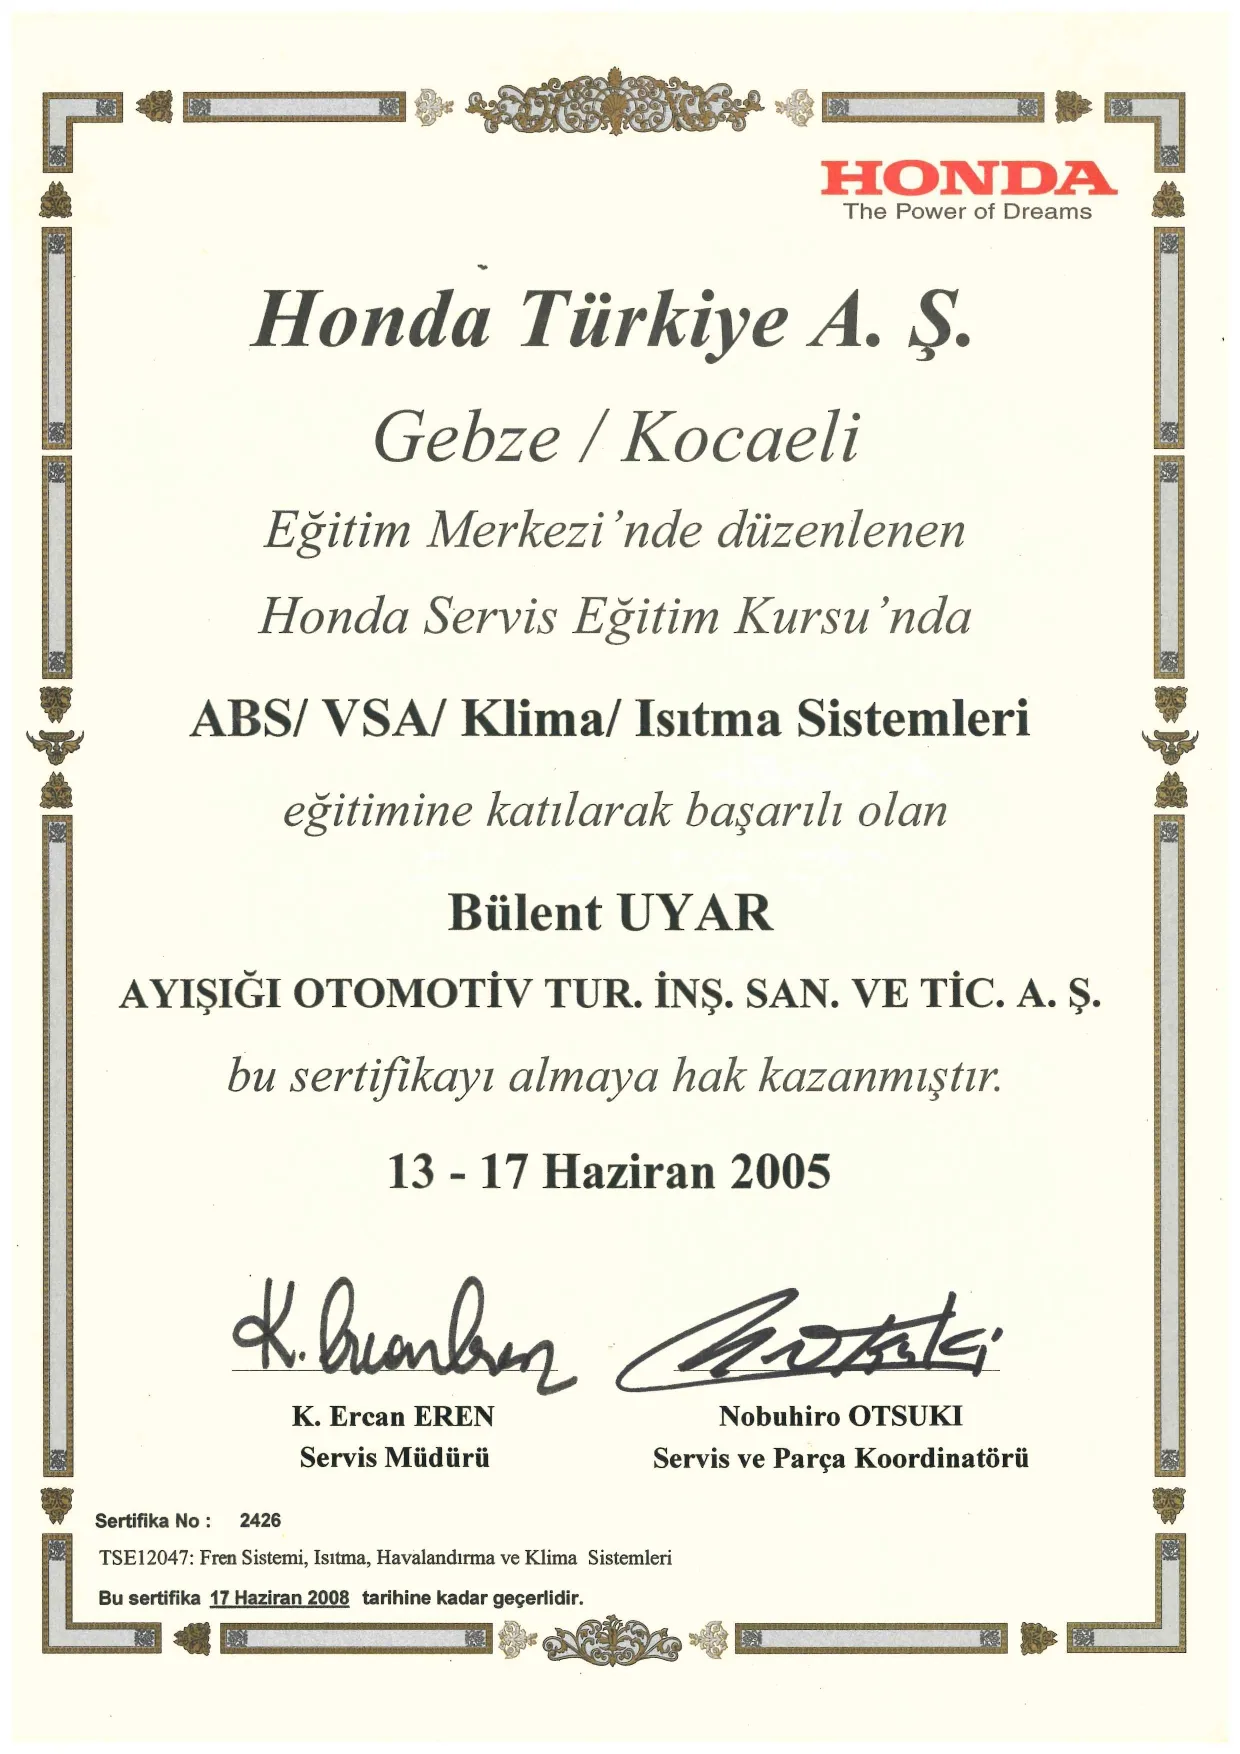 HONDA
The Power of Dreams
Honda Türkiye A. Ş.
Gebze / Kocaeli
Eğitim Merkezi'nde düzenlenen
Honda Servis Eğitim Kursu'nda
ABS/ VSA/ Klima/ Isıtma Sistemleri
eğitimine katılarak başarılı olan
Bülent UYAR
AYIŞIĞI OTOMOTİV TUR. İNŞ. SAN. VE TİC. A. Ş.
bu sertifikayı almaya hak kazanmıştır.
13 - 17 Haziran 2005
K. Ercan EREN Nobuhiro OTSUKI
Servis Müdürü Servis ve Parça Koordinatörü
Sertifika No : 2426
TSE12047: Fren Sistemi, Isıtma, Havalandırma ve Klima Sistemleri
Bu sertifika 17 Haziran 2008 tarihine kadar geçerlidir.